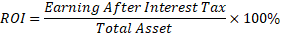 ROI = Earning After Interest Tax / Total Asset × 100%